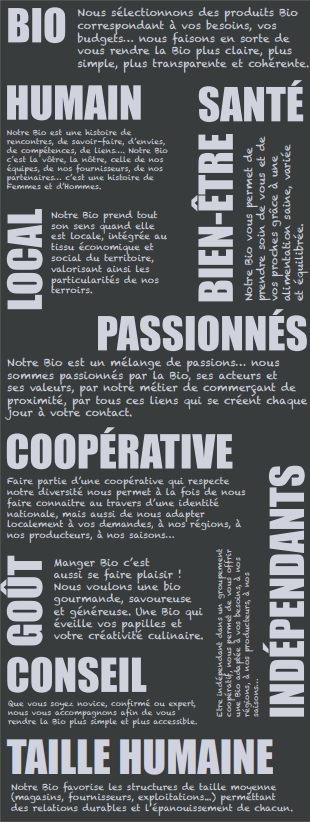 BIO
Nous sélectionnons des produits Bio
correspondant à vos besoins, vos
budgets... nous faisons en sorte de
vous rendre la Bio plus claire, plus
simple, plus transparente et cohérente.
HUMAIN
Notre Bio est une histoire de
rencontres, de savoir-faire, d'envies,
de compétences, de liens.... Notre Bio
c'est la vôtre, la nôtre, celle de nos
équipes, de nos fournisseurs, de nos
partenaires... c'est une histoire de
Femmes et d'Hommes.
SANTÉ
BIEN-ÊTRE
Notre Bio vous permet de
prendre soin de vous et de
vos proches grâce à une
alimentation saine, variée
et équilibrée.
LOCAL
Notre Bio prend tout
son sens quand elle
est locale, intégrée au
tissu économique et
social du territoire,
valorisant ainsi les
particularités de nos
terroirs.
PASSIONNÉS
Notre Bio est un mélange de passions... nous
sommes passionnés par la Bio, ses acteurs et
ses valeurs, par notre métier de commerçant de
proximité, par tous ces liens qui se créent chaque
jour à votre contact.
COOPÉRATIVE
Faire partie d'une coopérative qui respecte
notre diversité nous permet à la fois de nous
faire connaitre au travers d'une identité
nationale, mais aussi de nous adapter
localement à vos demandes, à nos régions, à
nos producteurs, à nos saisons...
INDÉPENDANTS
Etre indépendant dans un groupement
coopératif, nous permet de vous offrir
une Bio adaptée à vos besoins, à nos
régions, à nos producteurs, à nos
saisons...
GOÛT
Manger Bio c'est
aussi se faire plaisir !
Nous voulons une bio
gourmande, savoureuse
et généreuse. Une Bio qui
éveille vos papilles et
votre créativité culinaire.
CONSEIL
Que vous soyez novice, confirmé ou expert,
nous vous accompagnons afin de vous
rendre la Bio plus simple et plus accessible.
TAILLE HUMAINE
Notre Bio favorise les structures de taille moyenne
(magasins, fournisseurs, exploitations...) permettant
des relations durables et l'épanouissement de chacun.